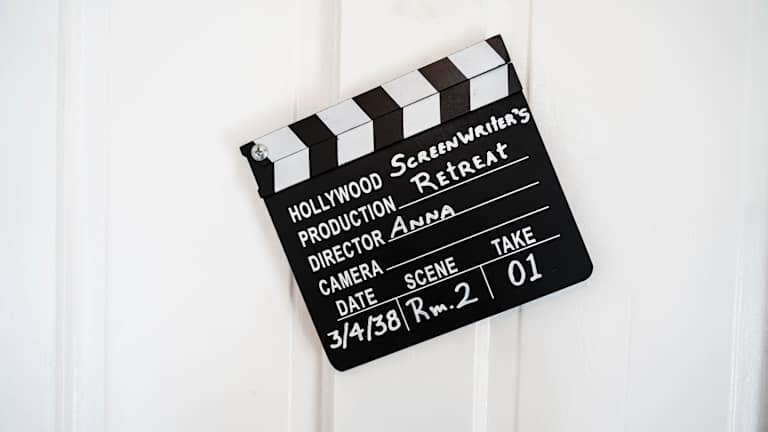 HOLLYWOOD ScreenWriter's
PRODUCTION Retreat
DIRECTOR Anna
CAMERA
DATE SCENE TAKE
3/4/38 Rm.2 01